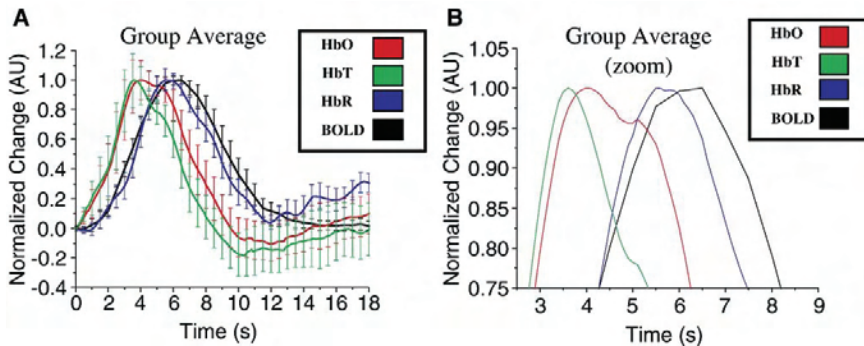 A
Group Average
HbO
HbT
HbR
BOLD
Normalized Change (AU)
1.2
1.0
0.8
0.6
0.4
0.2
0.0
-0.2
-0.4
0 2 4 6 8 10 12 14 16 18
Time (s)
B
Group Average
(zoom)
HbO
HbT
HbR
BOLD
Normalized Change (AU)
1.05
1.00
0.95
0.90
0.85
0.80
0.75
3 4 5 6 7 8 9
Time (s)